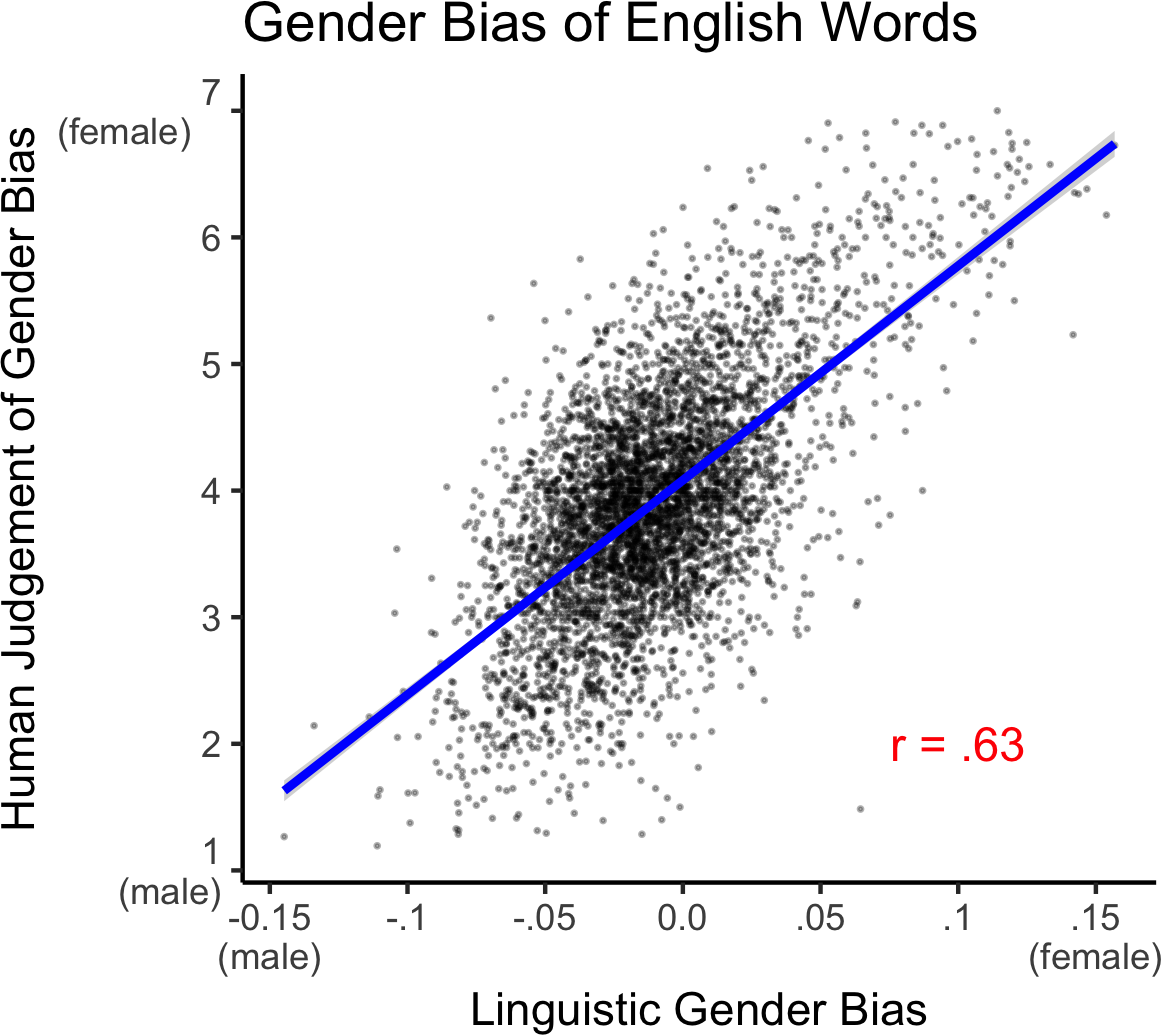 Gender Bias of English Words
Human Judgement of Gender Bias
7
(female)
6
5
4
3
2
1
(male)
r = .63
-0.15 -.1 -.05 0.0 .05 .1 .15
(male) (female)
Linguistic Gender Bias